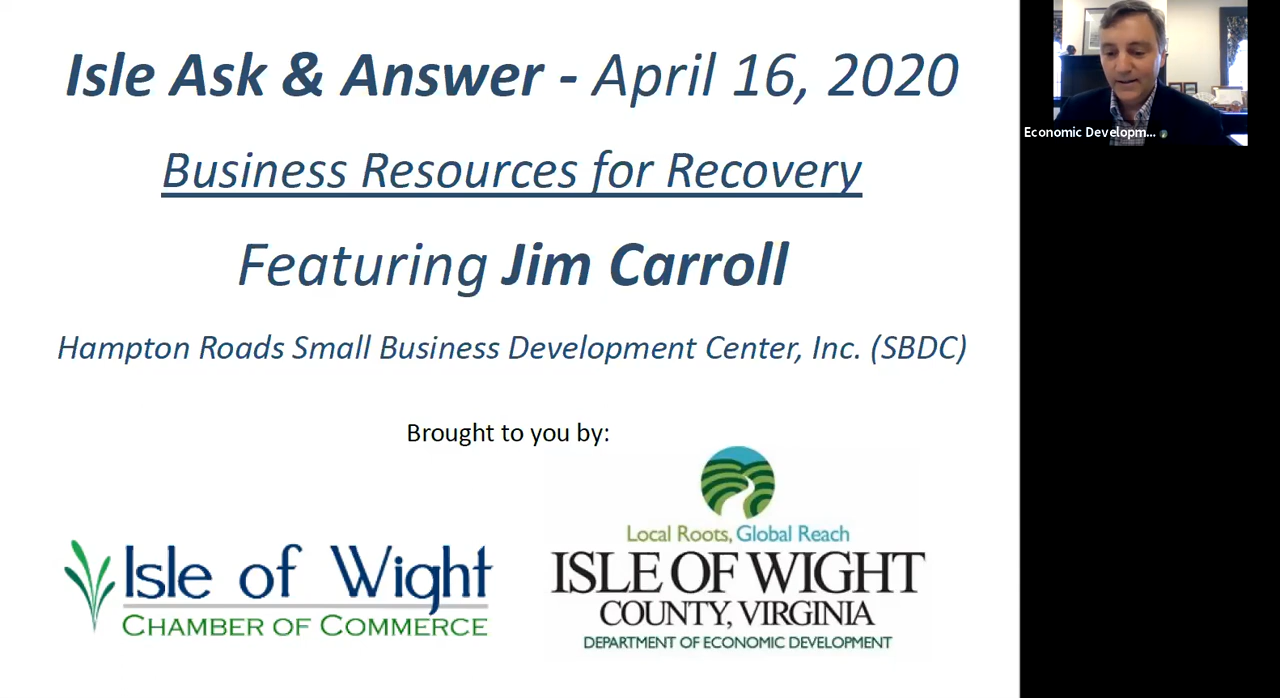 Isle Ask & Answer - April 16, 2020
Business Resources for Recovery
Featuring Jim Carroll
Hampton Roads Small Business Development Center, Inc. (SBDC)
Brought to you by:
Isle of Wight
CHAMBER OF COMMERCE
Local Roots, Global Reach
ISLE OF WIGHT
COUNTY, VIRGINIA
DEPARTMENT OF ECONOMIC DEVELOPMENT
Economic Developm...